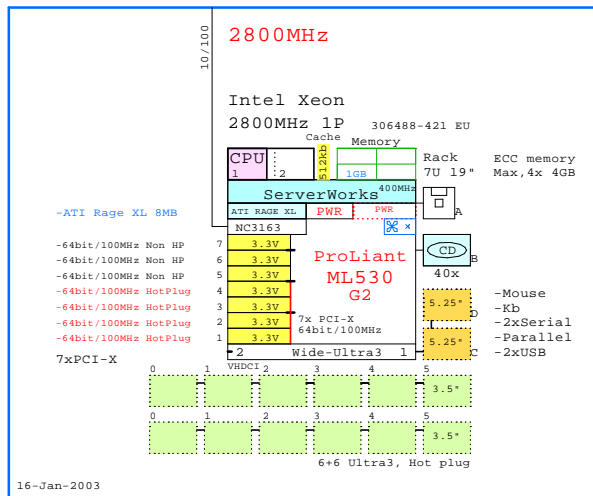 10/100
2800MHz
Intel Xeon
2800MHz 1P
306488-421 EU
Cache
Memory
CPU
1
2
512kb
1GB
Rack
7U 19"
ECC memory
Max,4x 4GB
ServerWorks
400MHz
-ATI Rage XL 8MB
ATI RAGE XL
PWR
PWR
A
NC3163
-64bit/100MHz Non HP
7
3.3V
-64bit/100MHz Non HP
6
3.3V
-64bit/100MHz Non HP
5
3.3V
-64bit/100MHz HotPlug
4
3.3V
-64bit/100MHz HotPlug
3
3.3V
-64bit/100MHz HotPlug
2
3.3V
-64bit/100MHz HotPlug
1
3.3V
ProLiant
ML530
G2
7x PCI-X
64bit/100MHz
CD
B
40x
5.25"
D
5.25"
C
-Mouse
-Kb
-2xSerial
-Parallel
-2xUSB
7xPCI-X
2
Wide-Ultra3
1
VHDCI
0 1 2 3 4 5
3.5"
0 1 2 3 4 5
3.5"
6+6 Ultra3, Hot plug
16-Jan-2003